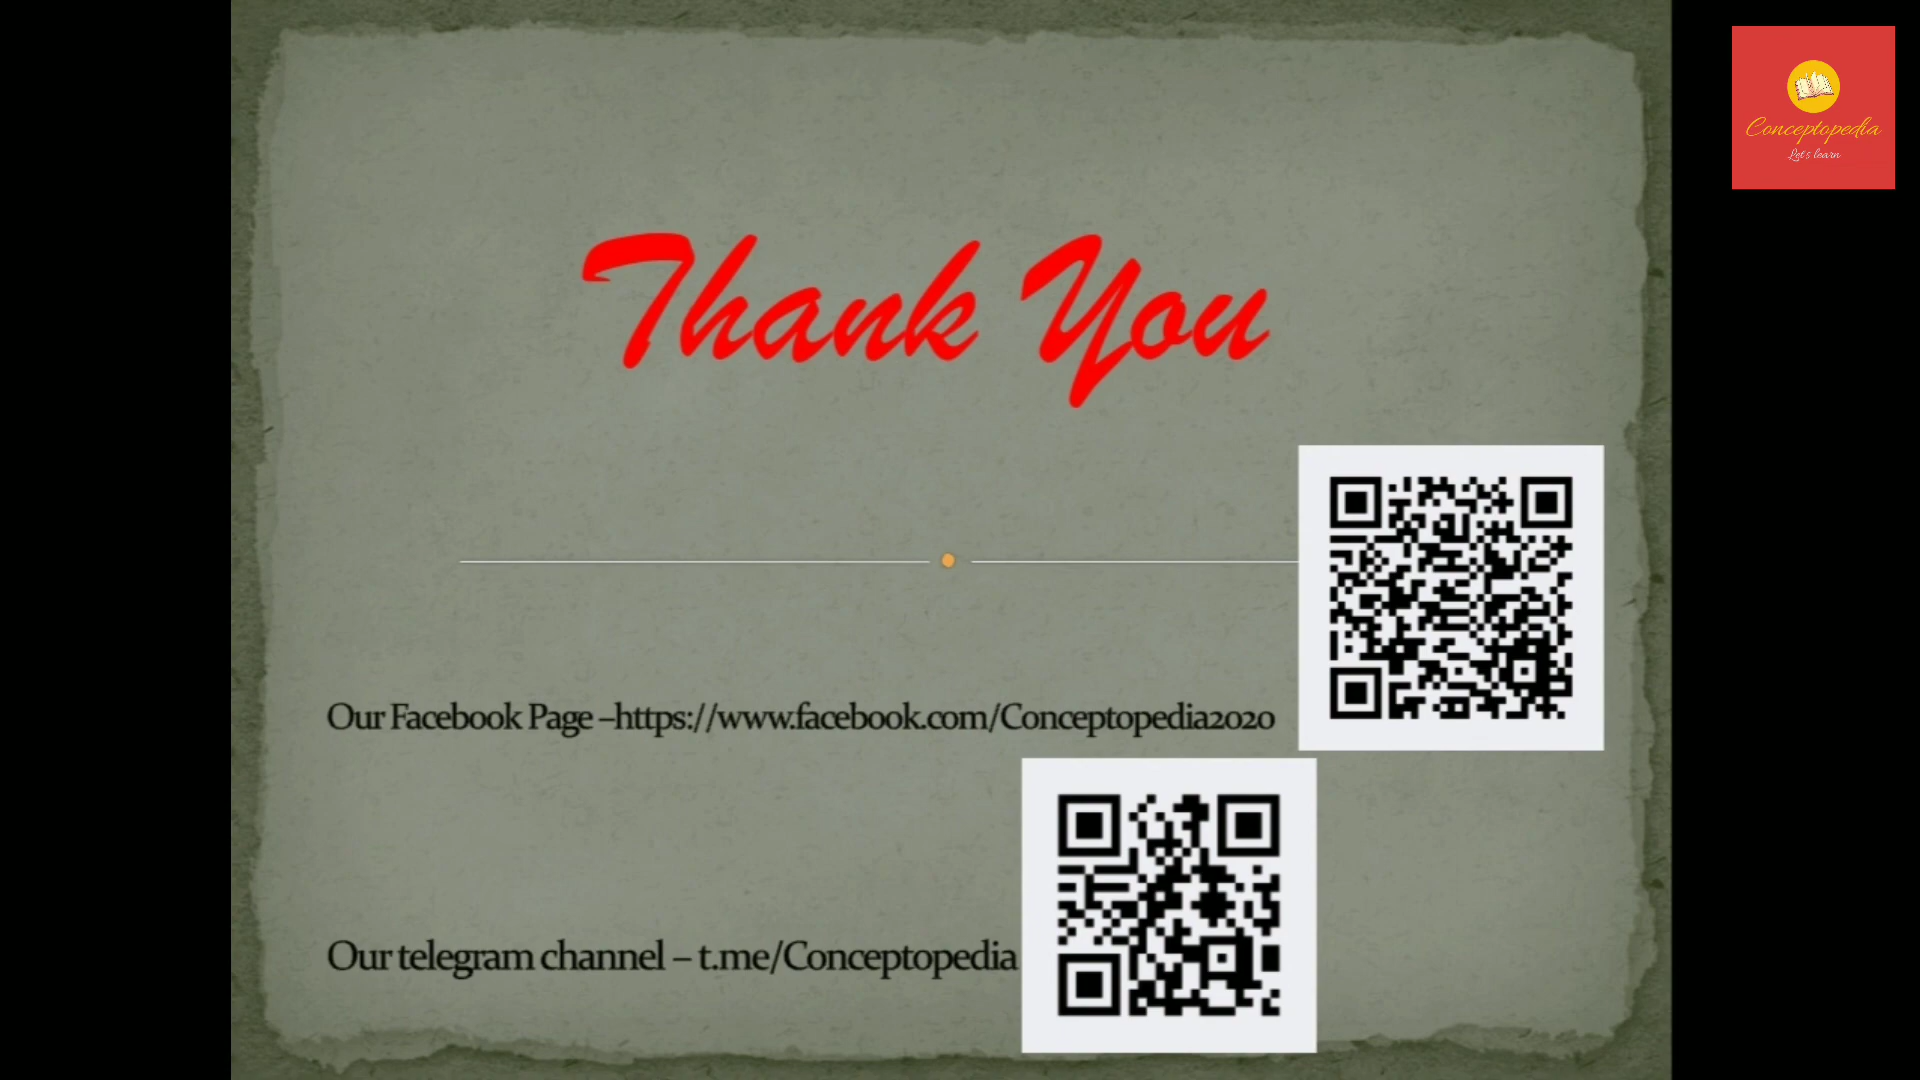 Conceptopedia
Let's learn
Thank You
Our Facebook Page –https://www.facebook.com/Conceptopedia2020
Our telegram channel – t.me/Conceptopedia